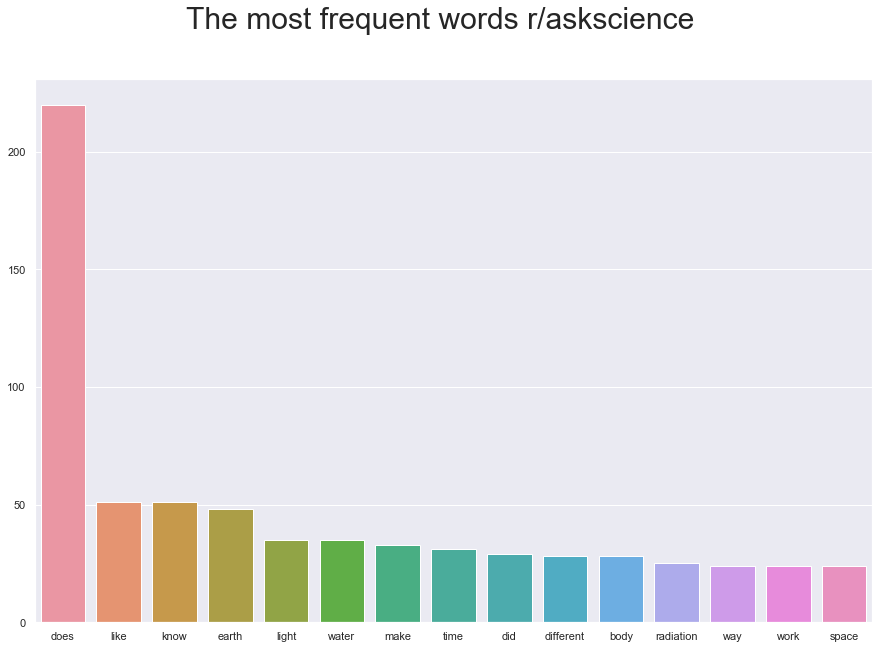 The most frequent words r/askscience
200
150
100
50
0
does like know earth light water make time did different body radiation way work space